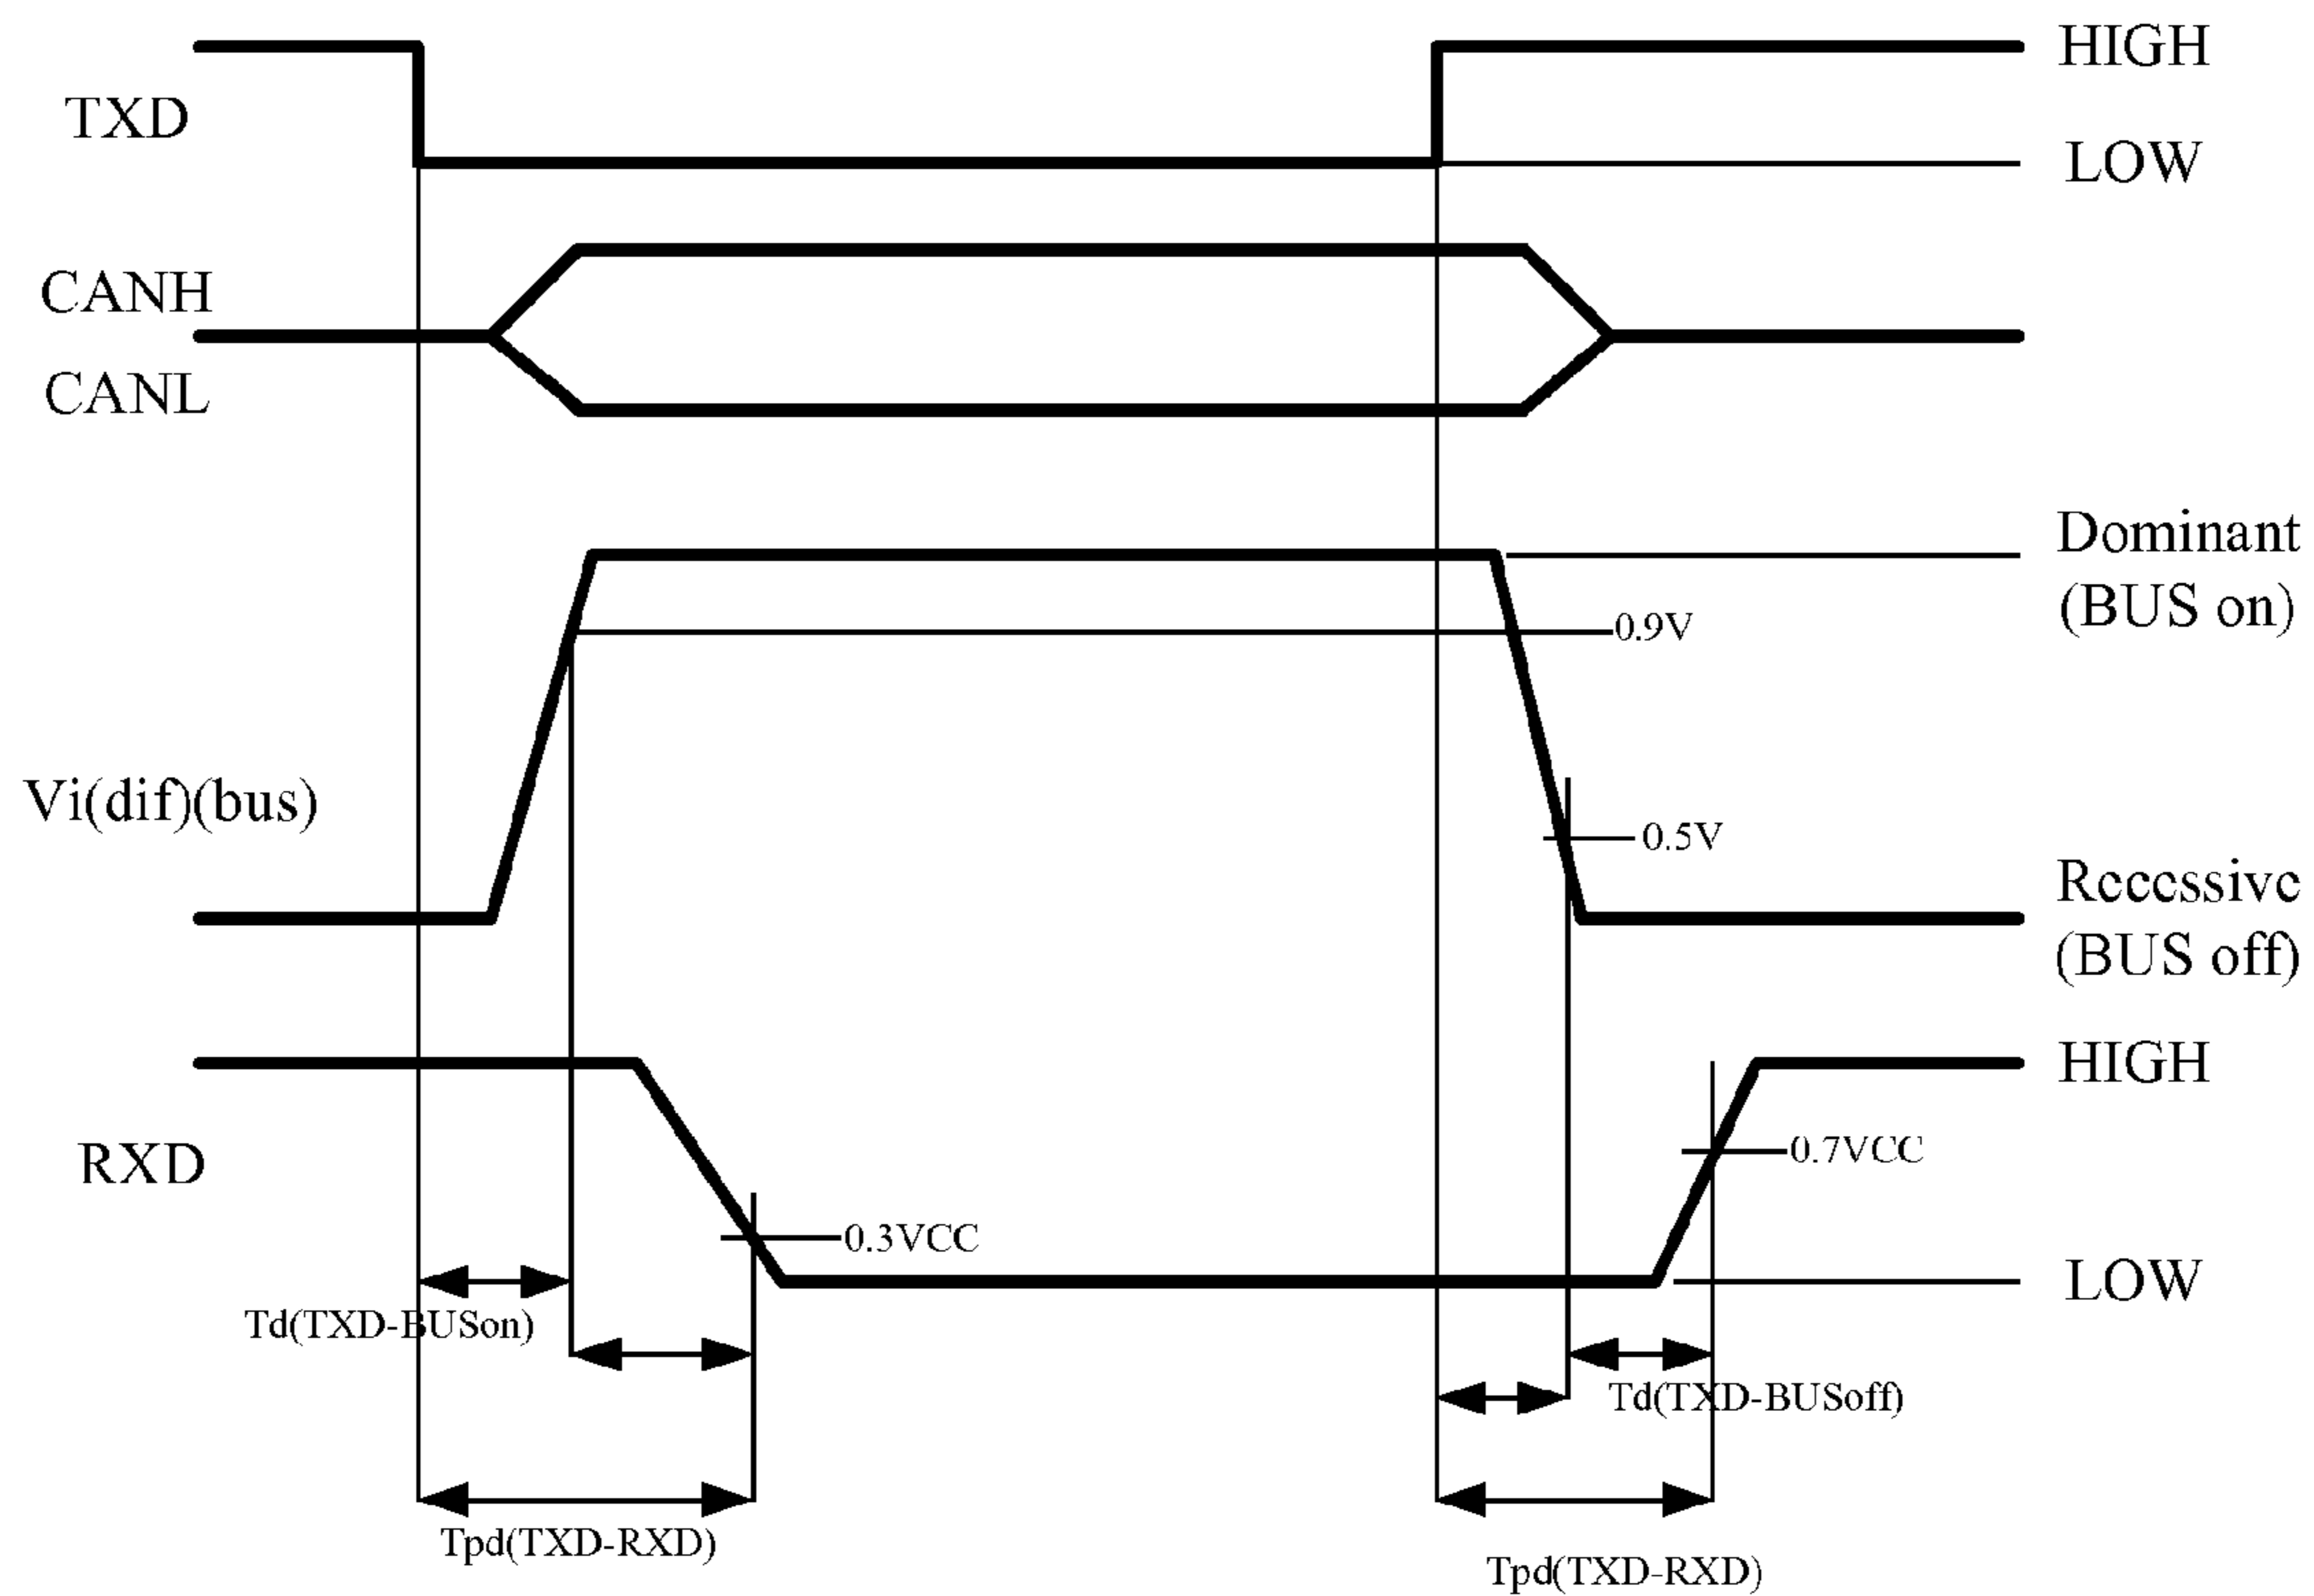 HIGH
TXD
LOW
CANH
CANL
Dominant
(BUS on)
0.9V
Vi(dif)(bus)
0.5V
Recessive
(BUS off)
HIGH
0.7VCC
RXD
0.3VCC
LOW
Td(TXD-BUSon)
Td(TXD-BUSoff)
Tpd(TXD-RXD)
Tpd(TXD-RXD)